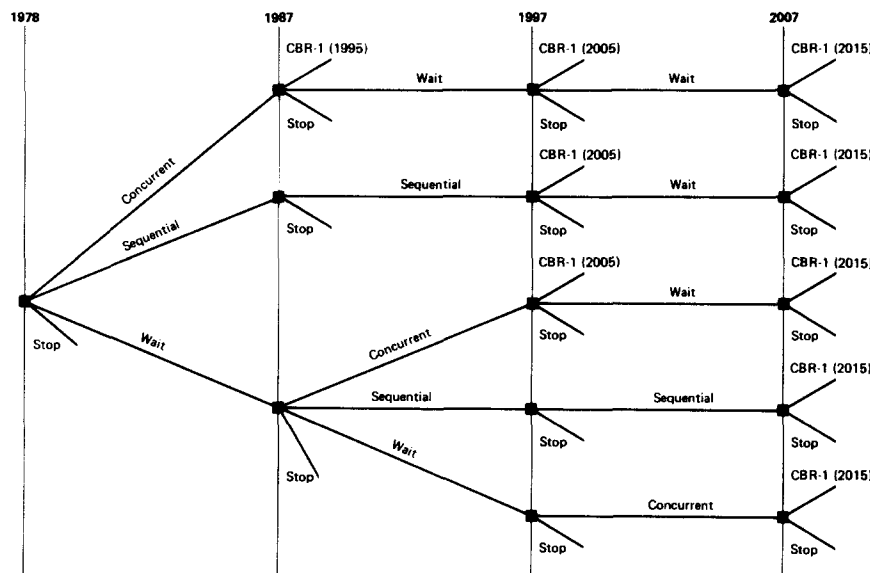 1978 1987 1997 2007
CBR-1 (1995) CBR-1 (2005) CBR-1 (2015)
Wait Wait
Stop Stop Stop
CBR-1 (2005) CBR-1 (2015)
Concurrent
Sequential Wait
Sequential
Stop Stop Stop
CBR-1 (2005) CBR-1 (2015)
Wait
Stop Wait Concurrent Stop Stop
CBR-1 (2015)
Sequential Sequential
Wait
Stop Stop
Stop CBR-1 (2015)
Concurrent
Stop Stop